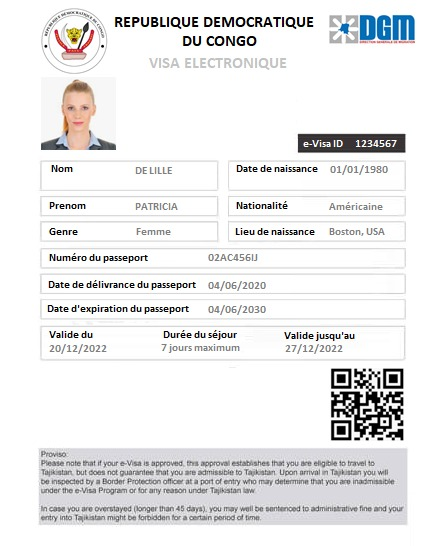 REPUBLIQUE DEMOCRATIQUE DU CONGO
REPUBLIQUE DEMOCRATIQUE
DU CONGO
VISA ELECTRONIQUE
DGM
DIRECTION GENERALE DE MIGRATION
e-Visa ID 1234567
Nom DE LILLE
Date de naissance 01/01/1980
Prenom PATRICIA
Nationalité Américaine
Genre Femme
Lieu de naissance Boston, USA
Numéro du passeport 02AC456IJ
Date de délivrance du passeport 04/06/2020
Date d'expiration du passeport 04/06/2030
Valide du Durée du séjour Valide jusqu'au
20/12/2022 7 jours maximum 27/12/2022
Proviso:
Please note that if your e-Visa is approved, this approval establishes that you are eligible to travel to
Tajikistan, but does not guarantee that you are admissible to Tajikistan. Upon arrival in Tajikistan you will
be inspected by a Border Protection officer at a port of entry who may determine that you are inadmissible
under the e-Visa Program or for any reason under Tajikistan law.
In case you are overstayed (longer than 45 days), you may well be sentenced to administrative fine and your
entry into Tajikistan might be forbidden for a certain period of time.